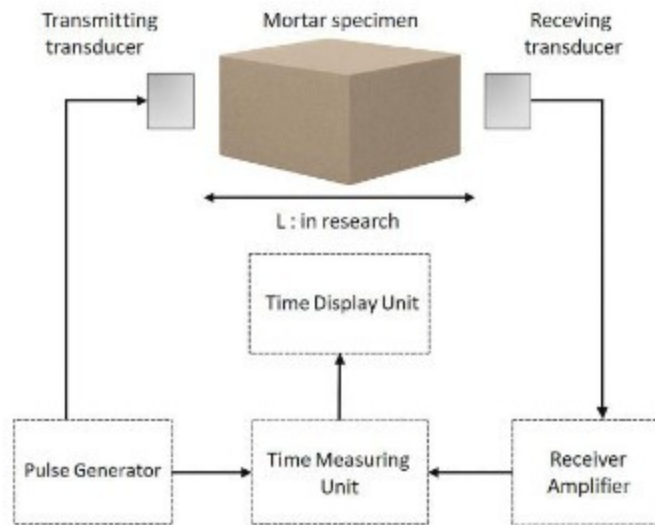 Transmitting
transducer
Mortar specimen
Receving
transducer
L : in research
Time Display Unit
Pulse Generator
Time Measuring
Unit
Receiver
Amplifier